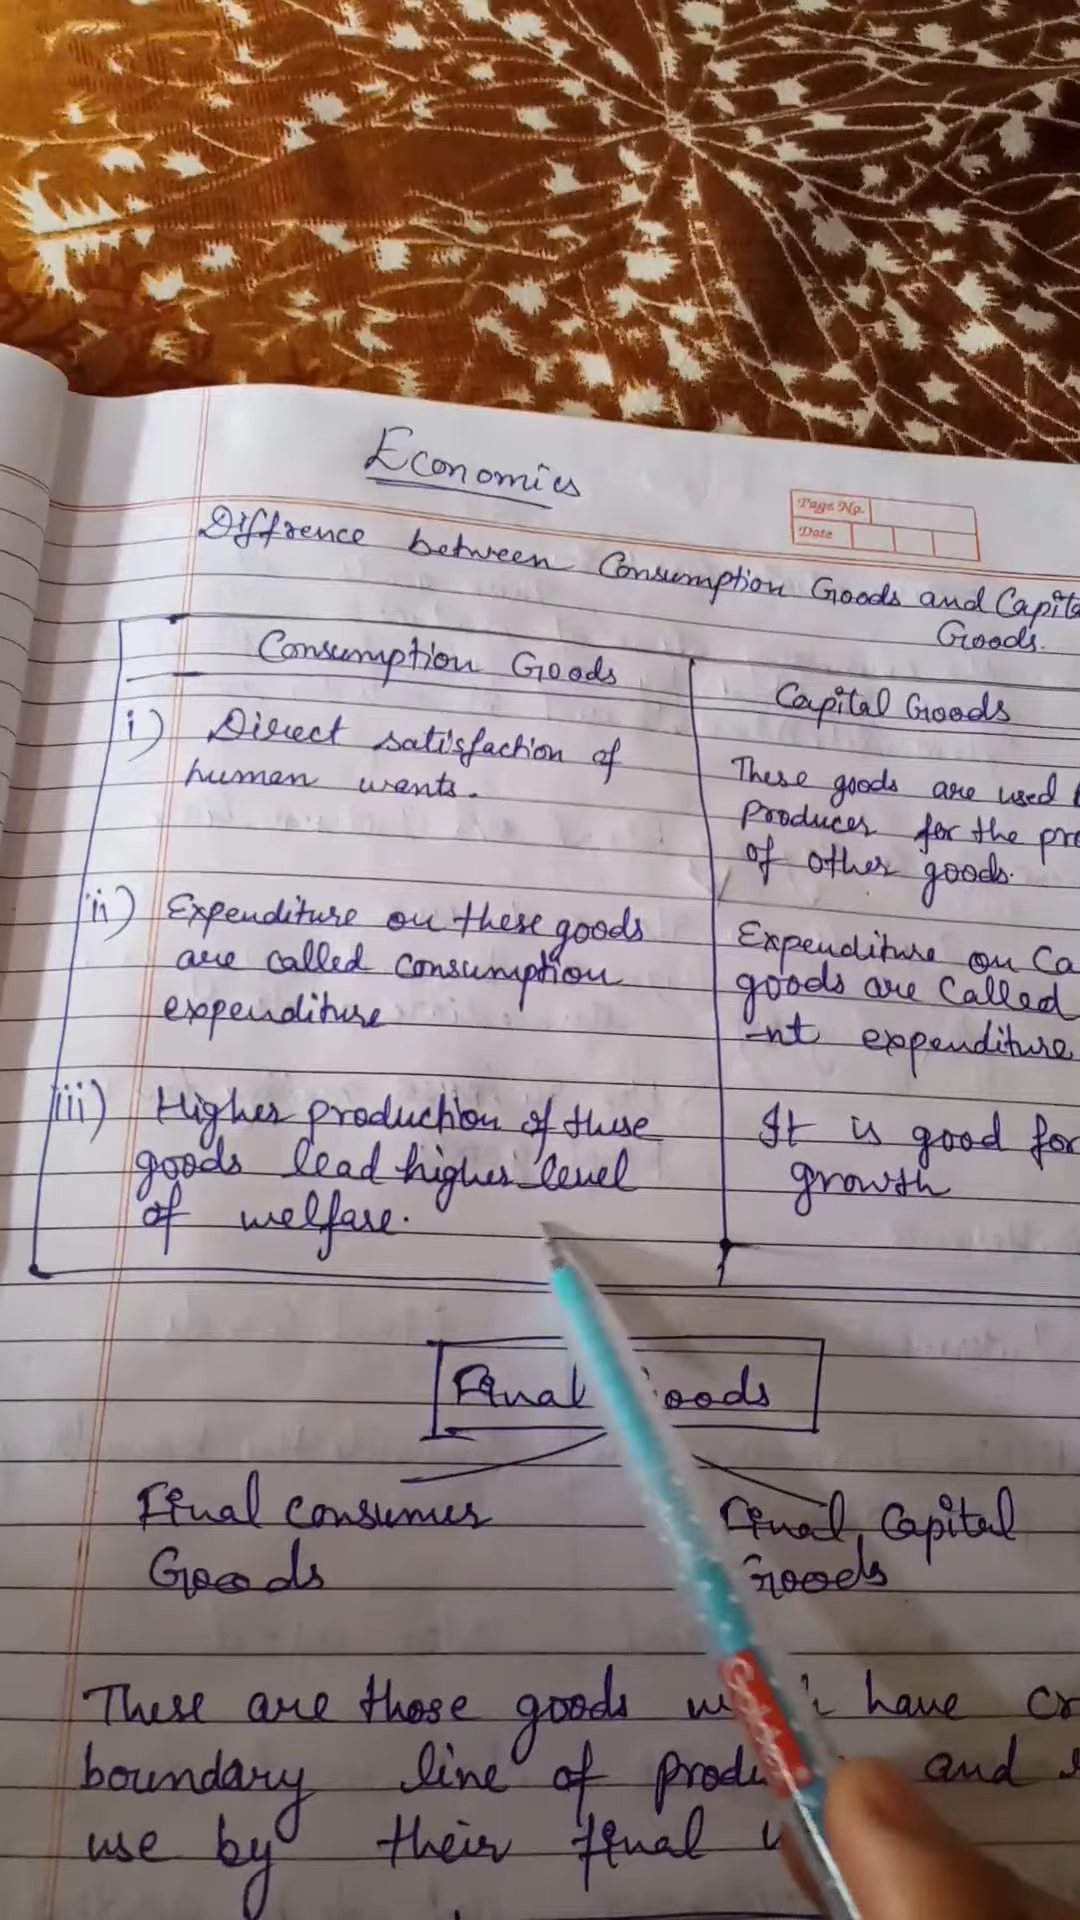 Economics
Page No.
Date
Diffrence between Consumption Goods and Capita
Goods.
Consumption Goods
Capital Goods
i) Direct satisfaction of
human wants.
These goods are used
producer for the pro
of other goods.
ii) Expenditure on these goods
are called consumption
expenditure
Expenditure on Ca
goods are called
-nt expenditure
iii) Higher production of these
goods lead higher level
of welfare.
It is good for
growth
Final Goods
Final Consumer
Goods
Final Capital
Goods
These are those goods have
boundary line of and
use by their final